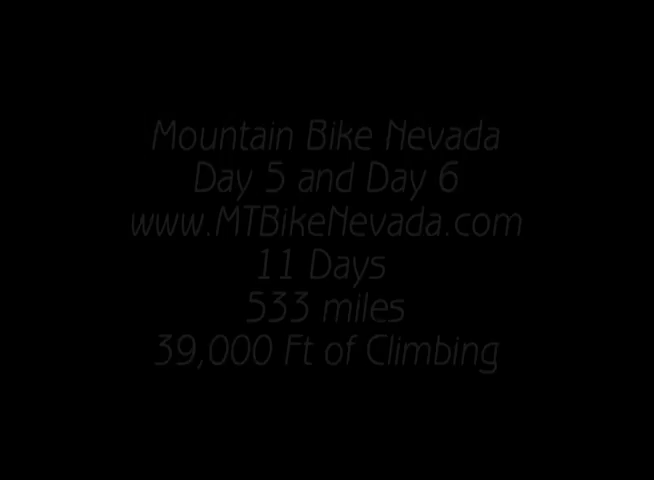 Mountain Bike Nevada
Day 5 and Day 6
www.MTBikeNevada.com
11 Days
533 miles
39,000 Ft of Climbing